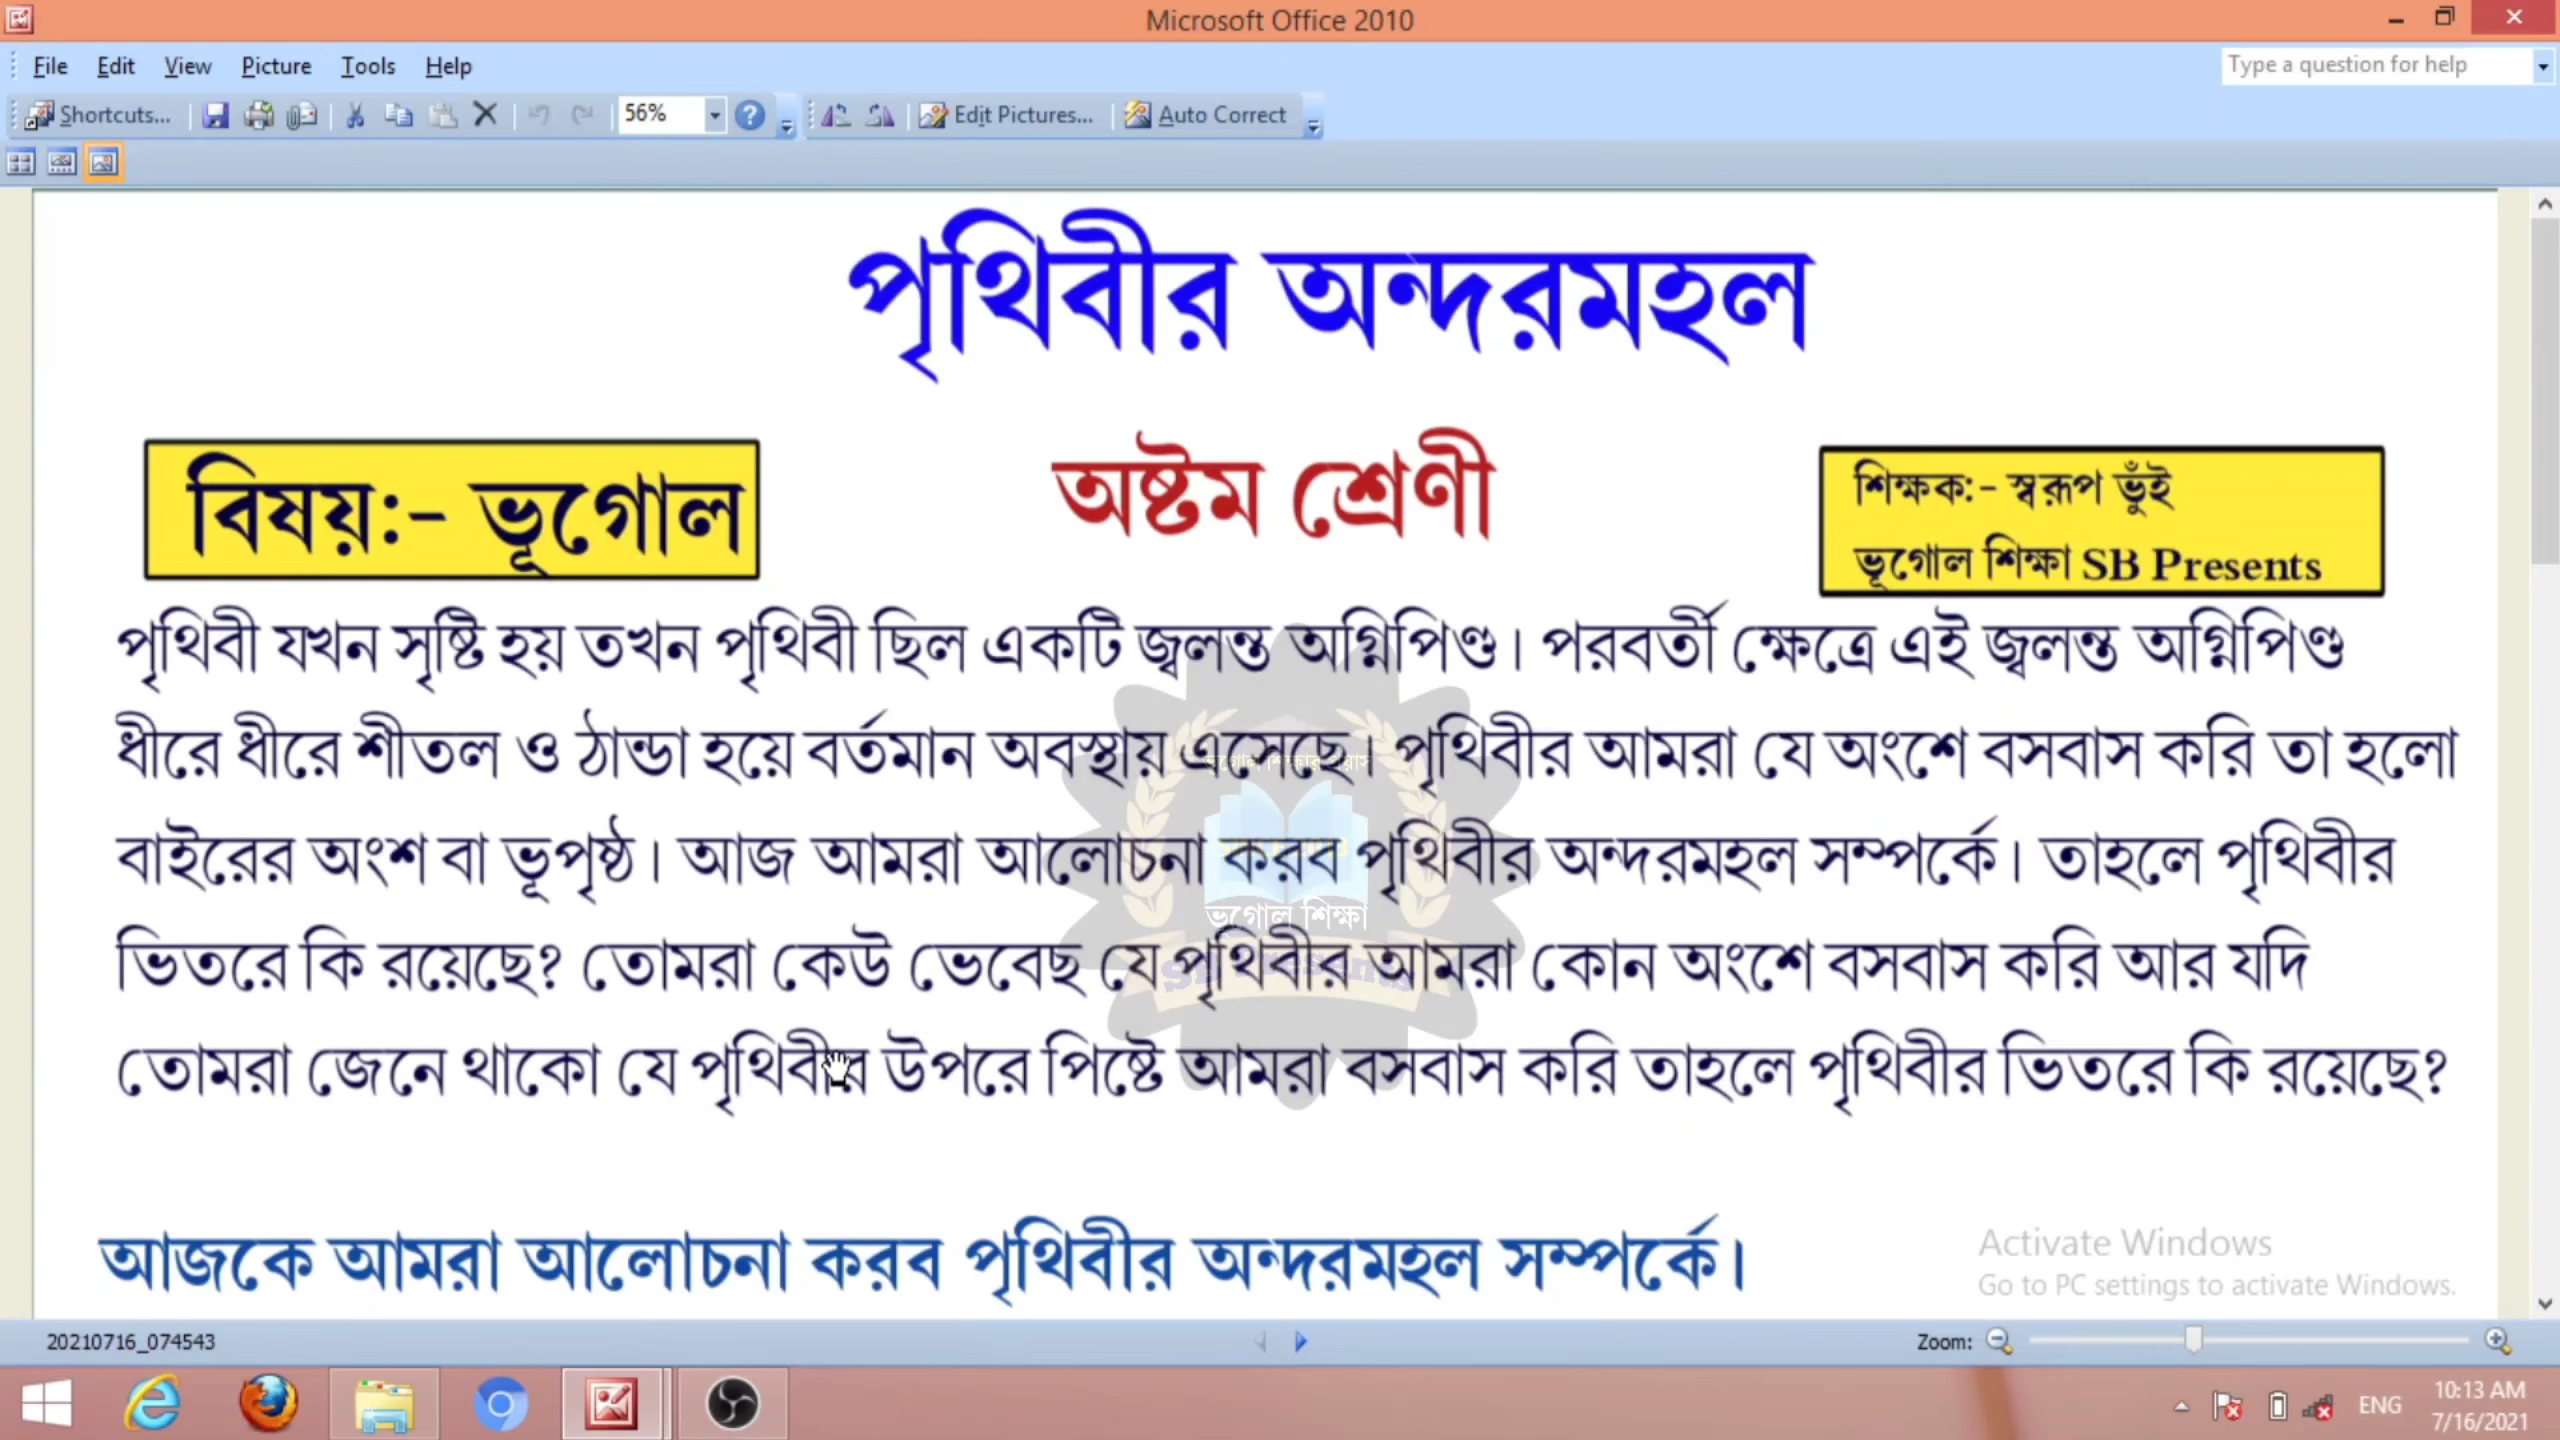 Microsoft Office 2010
File Edit View Picture Tools Help
Type a question for help
Shortcuts... 56% Edit Pictures... Auto Correct
পৃথিবীর অন্দরমহল
বিষয়:- ভূগোল
অষ্টম শ্রেণী
শিক্ষক:- স্বরূপ ভুঁই
ভূগোল শিক্ষা SB Presents
পৃথিবী যখন সৃষ্টি হয় তখন পৃথিবী ছিল একটি জ্বলন্ত অগ্নিপিণ্ড। পরবর্তী ক্ষেত্রে এই জ্বলন্ত অগ্নিপিণ্ড
ধীরে ধীরে শীতল ও ঠান্ডা হয়ে বর্তমান অবস্থায় এসেছে। পৃথিবীর আমরা যে অংশে বসবাস করি তা হলো
বাইরের অংশ বা ভূপৃষ্ঠ। আজ আমরা আলোচনা করব পৃথিবীর অন্দরমহল সম্পর্কে। তাহলে পৃথিবীর
ভূগোল শিক্ষা
ভিতরে কি রয়েছে? তোমরা কেউ ভেবেছ যে পৃথিবীর আমরা কোন অংশে বসবাস করি আর যদি
SB Presents
তোমরা জেনে থাকো যে পৃথিবীর উপরে পিষ্টে আমরা বসবাস করি তাহলে পৃথিবীর ভিতরে কি রয়েছে?
আজকে আমরা আলোচনা করব পৃথিবীর অন্দরমহল সম্পর্কে।
Activate Windows
Go to PC settings to activate Windows.
20210716_074543
Zoom:
ENG
10:13 AM
7/16/2021